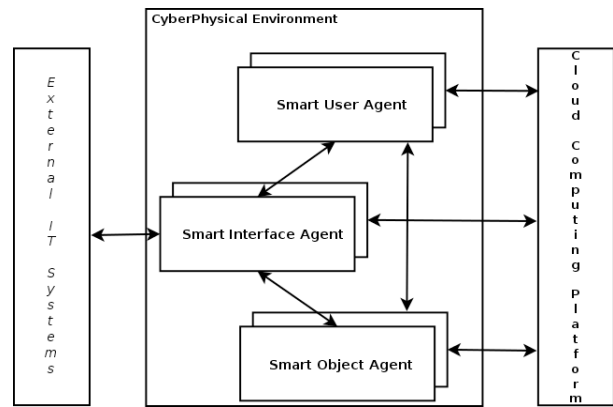 CyberPhysical Environment
External IT Systems
Smart User Agent
Smart Interface Agent
Smart Object Agent
Cloud Computing Platform